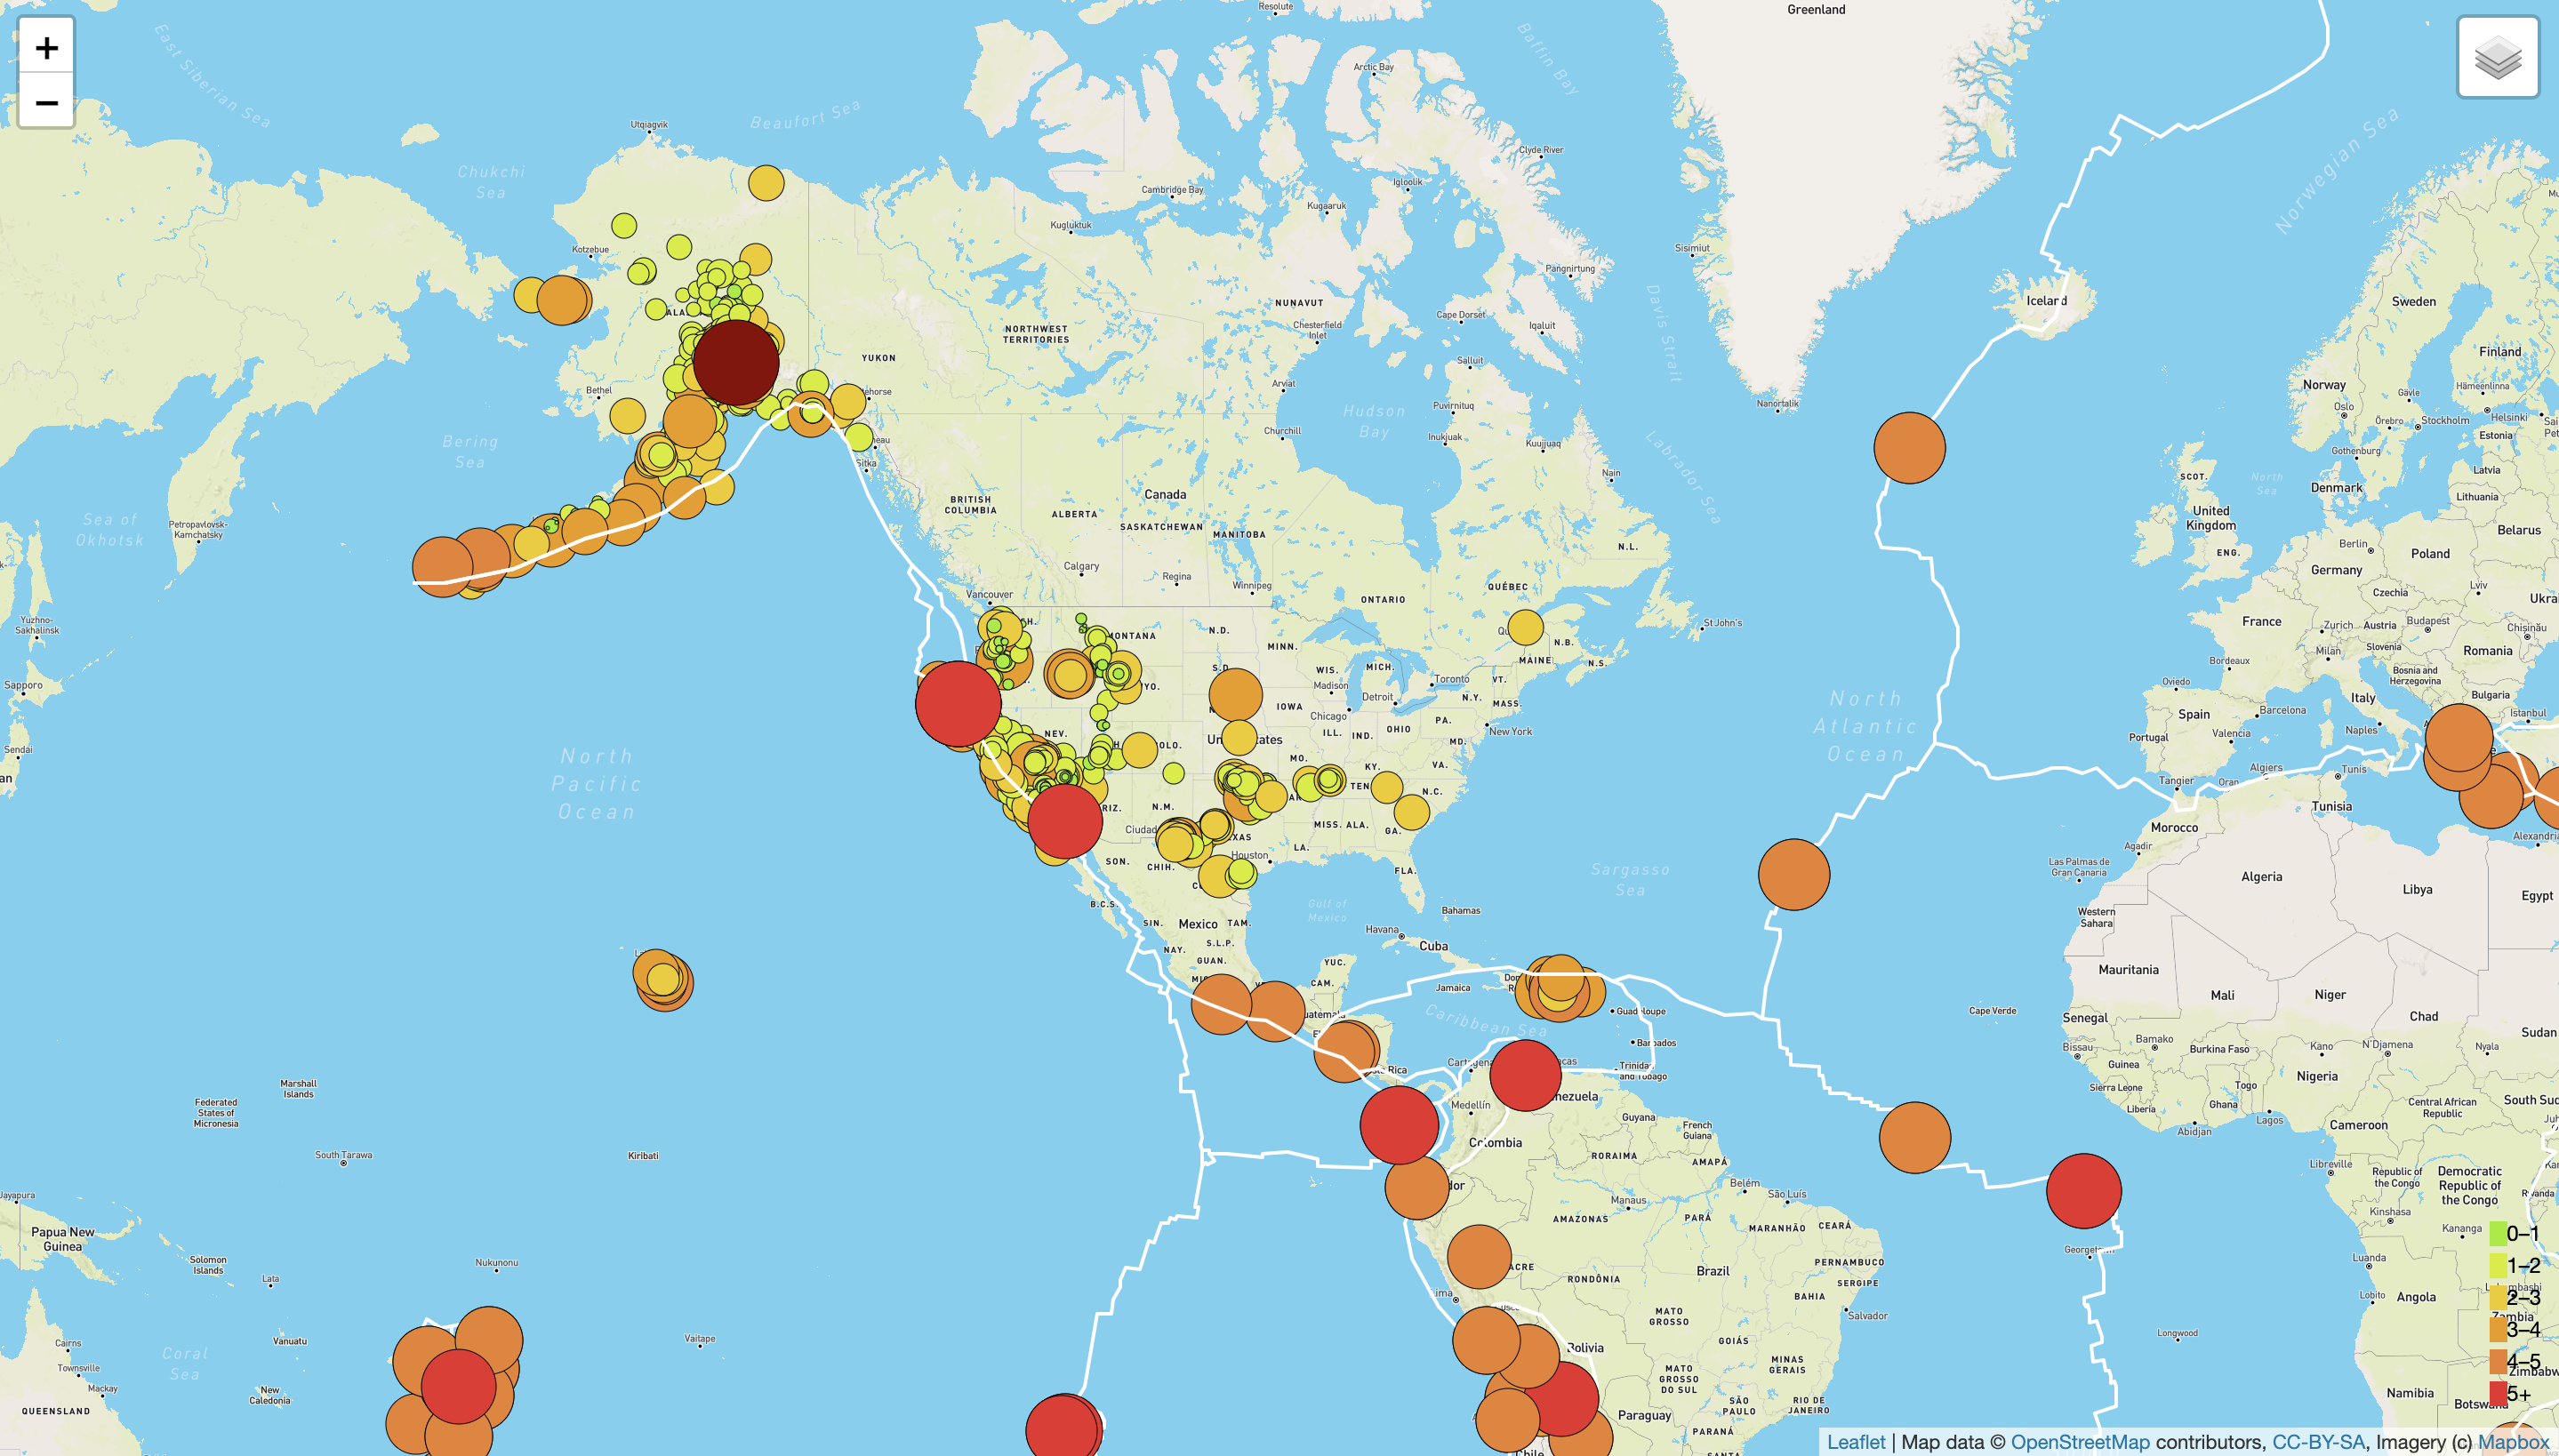 +
−
Resolute
Greenland
East Siberian Sea
Baffin Bay
Arctic Bay
Norwegian Sea
Beaufort Sea
Utqiagvik
Clyde River
Chukchi
Sea
Igloolik
Cambridge Bay
Kugaaruk
Kugluktuk
Kotzebue
Sisimiut
Pangnirtung
Iceland
Sweden
NUNAVUT
Davis Strait
Cape Dorset
Chesterfield
Inlet
Iqaluit
NORTHWEST
TERRITORIES
YUKON
Finland
Salluit
Norway
Gävle
Hämeenlinna
Bethel
Arviat
Nanortalik
Oslo
Puvirnituq
Hudson
Bay
Örebro
Stockholm
Helsinki
Churchill
Inukjuak
Kuujjuaq
Estonia
Bering
Sea
Sitka
Labrador Sea
Gothenburg
Latvia
Nain
SCOT.
North
Sea
Denmark
Lithuania
BRITISH
COLUMBIA
Canada
ALBERTA
SASKATCHEWAN
MANITOBA
United
Kingdom
Sea of
Okhotsk
Petropavlovsk-
Kamchatsky
Belarus
N.L.
ENG.
Berlin
Poland
Calgary
Regina
Winnipeg
Germany
QUÉBEC
Lviv
Vancouver
ONTARIO
Czechia
Yuzhno-
Sakhalinsk
France
Zurich
Austria
Budapest
Chișinău
St John's
N.D.
MONTANA
MINN.
N.B.
MAINE
N.S.
Milan
Slovenia
Romania
WIS.
MICH.
Bordeaux
Bosnia and
Herzegovina
Sapporo
Madison
Toronto
VT.
Detroit
N.Y.
MASS.
Oviedo
Italy
Bulgaria
IOWA
Chicago
North
Atlantic
Ocean
Spain
Barcelona
Istanbul
PA.
New York
Naples
ILL.
IND.
OHIO
MD.
NEV.
Portugal
Valencia
Sendai
North
Pacific
Ocean
MO.
KY.
VA.
Algiers
Tunis
Tangier
Oran
N.C.
N.M.
Tunisia
MISS.
ALA.
GA.
Morocco
Alexandri
LA.
Houston
Agadir
SON.
CHIH.
FLA.
Sargasso
Sea
Las Palmas de
Gran Canaria
Algeria
Libya
Egypt
B.C.S.
Gulf of
Mexico
Bahamas
Western
Sahara
SIN.
Mexico
TAM.
Havana
Cuba
NAY.
S.L.P.
GUAN.
YUC.
CAM.
Jamaica
Mauritania
Mali
Niger
Chad
Sudan
Guadeloupe
Cape Verde
Senegal
Caribbean Sea
Barbados
Bissau
Bamako
Burkina Faso
Kano
N'Djamena
Nyala
Trinidad
and Tobago
Guinea
Nigeria
Marshall
Islands
Sierra Leone
Togo
Federated
States of
Micronesia
Medellín
Guyana
French
Guiana
Liberia
Ghana
Lagos
Central African
Republic
Abidjan
Cameroon
Colombia
South Tarawa
Kiribati
RORAIMA
AMAPÁ
Libreville
Republic of
the Congo
Democratic
Republic of
the Congo
Belém
São Luís
Manaus
AMAZONAS
PARÁ
MARANHÃO
CEARÁ
Kinshasa
Kananga
Papua New
Guinea
Solomon
Islands
Lata
Nukunonu
Luanda
ACRE
RONDÔNIA
Brazil
PERNAMBUCO
SERGIPE
BAHIA
Lobito
Angola
Salvador
MATO
GROSSO
GOIÁS
Longwood
Cairns
Townsville
Mackay
Coral
Sea
Vanuatu
Vaitape
Bolivia
MINAS
GERAIS
MATO
GROSSO
DO SUL
New
Caledonia
QUEENSLAND
SÃO
PAULO
RIO DE
JANEIRO
Namibia
Paraguay
PARANÁ
0–1
1–2
2–3
3–4
4–5
5+
Leaflet | Map data © OpenStreetMap contributors, CC-BY-SA, Imagery (c) Mapbox